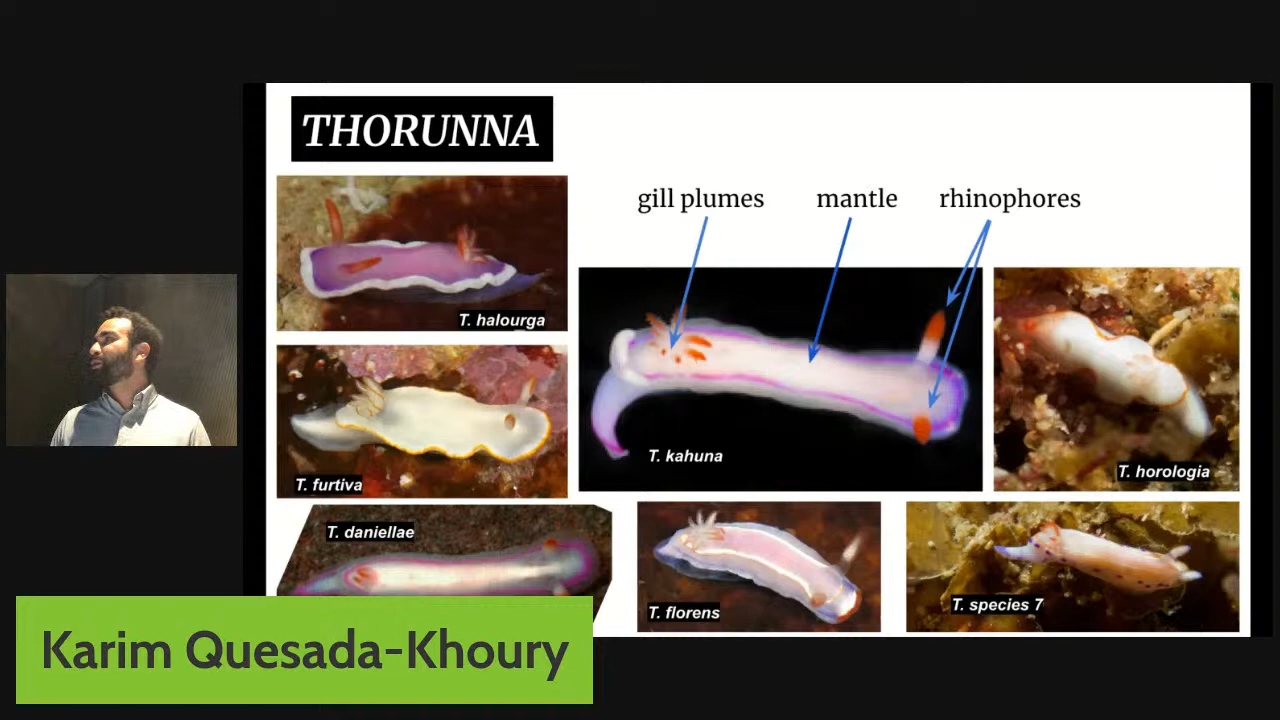 THORUNNA
gill plumes
mantle
rhinophores
T. halourga
T. kahuna
T. horologia
T. furtiva
T. daniellae
T. florens
T. species 7
Karim Quesada-Khoury